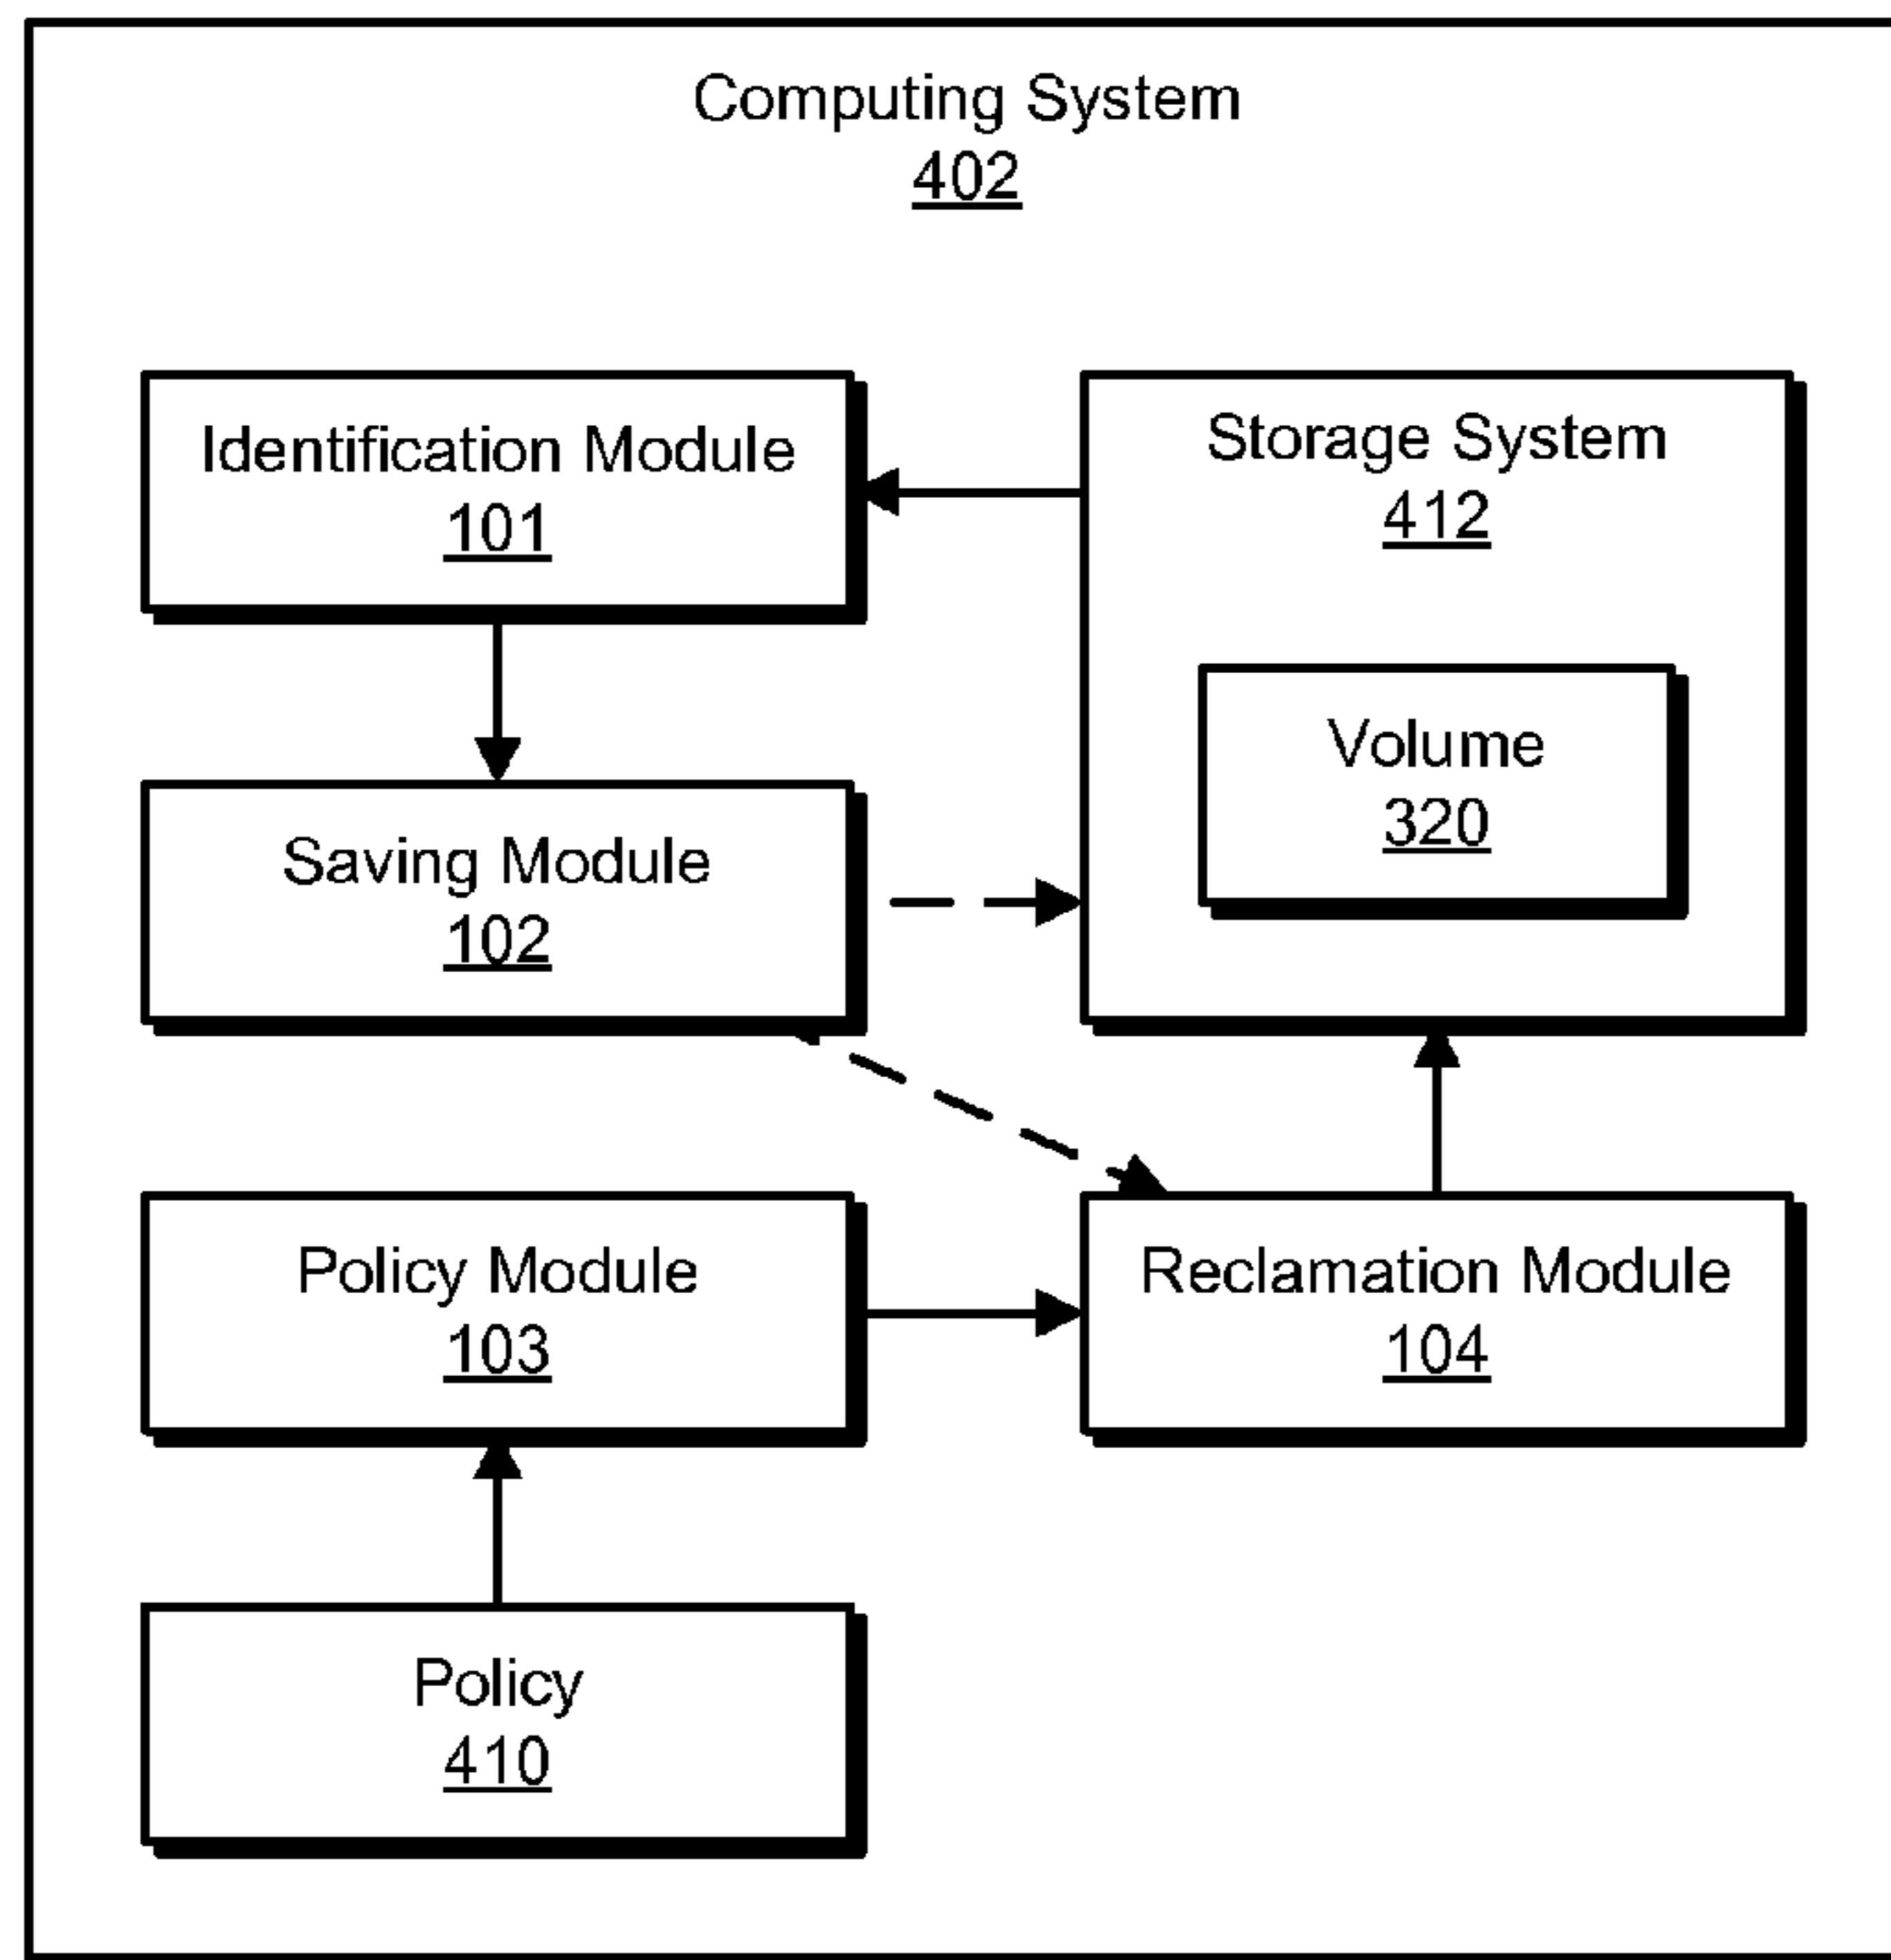 Computing System
402
Identification Module
101
Storage System
412
Volume
320
Saving Module
102
Policy Module
103
Reclamation Module
104
Policy
410